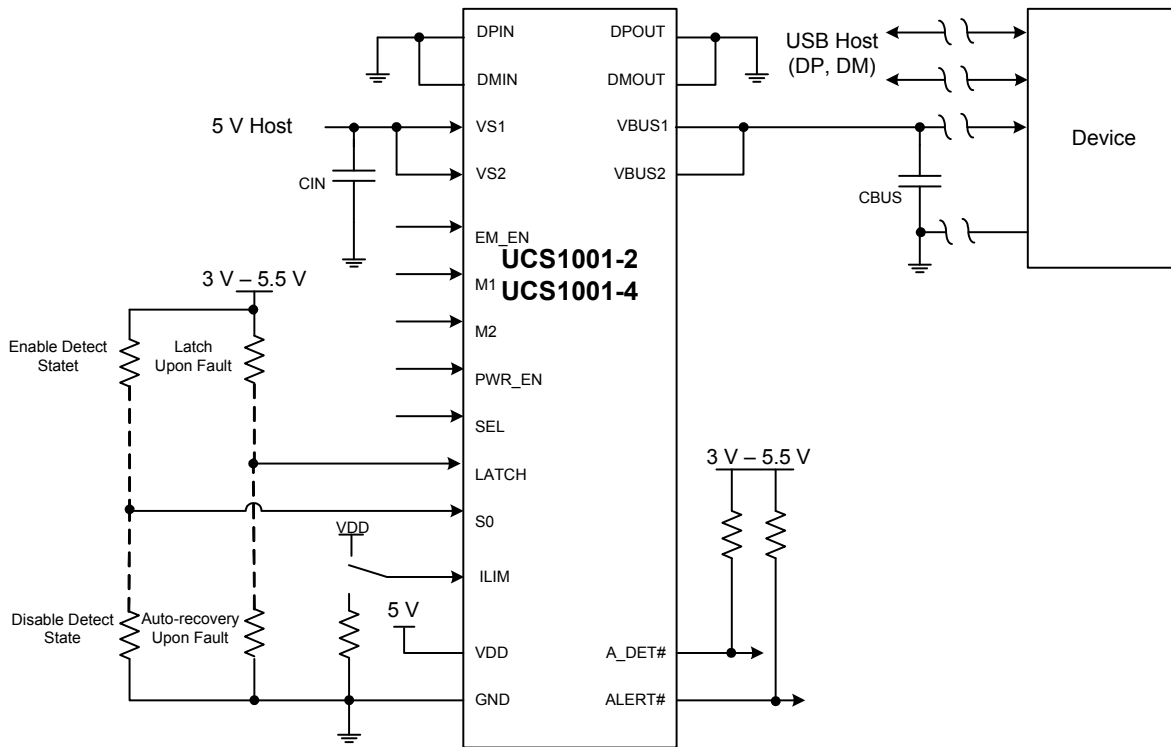 DPIN
DPOUT
USB Host
(DP, DM)
DMIN
DMOUT
5 V Host
VS1
VBUS1
Device
VS2
VBUS2
CIN
CBUS
EM_EN
UCS1001-2
M1
UCS1001-4
3 V – 5.5 V
M2
Enable Detect
Statet
Latch
Upon Fault
PWR_EN
SEL
LATCH
3 V – 5.5 V
S0
VDD
ILIM
Disable Detect
State
Auto-recovery
Upon Fault
5 V
VDD
A_DET#
GND
ALERT#